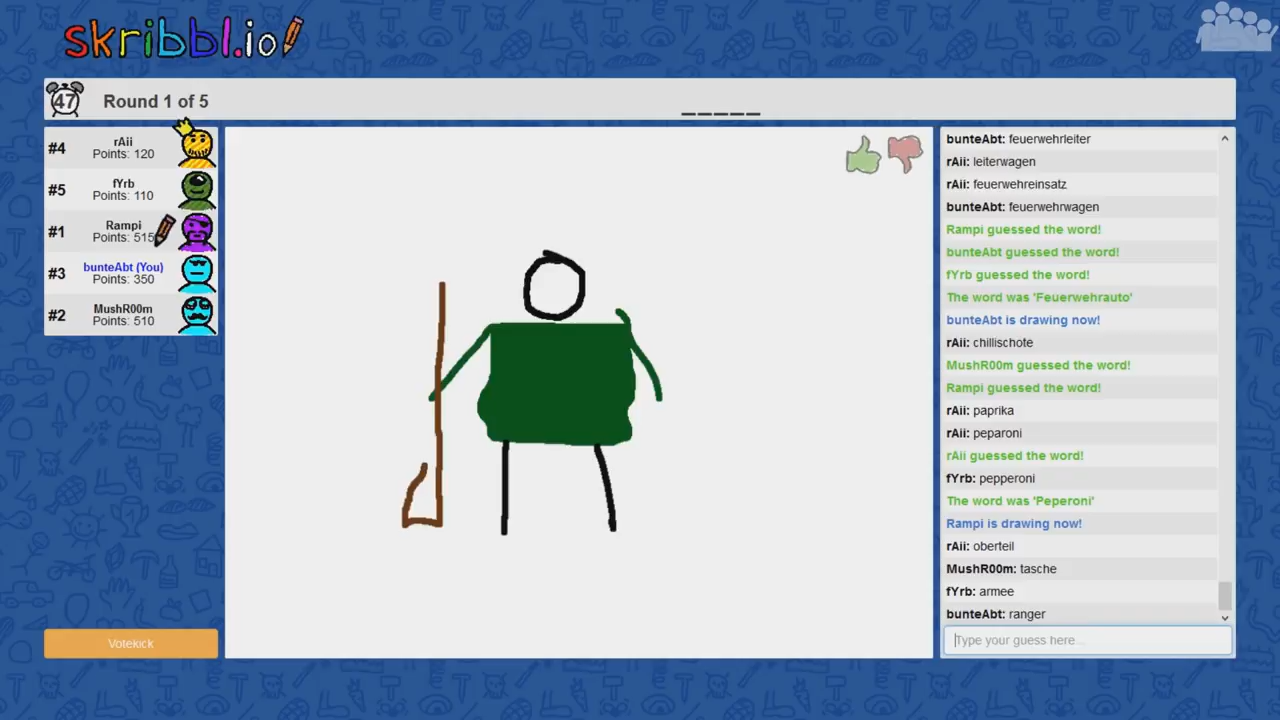 skribbl.io
47
Round 1 of 5
_ _ _ _ _
#4
rAii
Points: 120
#5
fYrb
Points: 110
#1
Rampi
Points: 515
#3
bunteAbt (You)
Points: 350
#2
MushR00m
Points: 510
Votekick
bunteAbt: feuerwehrleiter
rAii: leiterwagen
rAii: feuerwehreinsatz
bunteAbt: feuerwehrwagen
Rampi guessed the word!
bunteAbt guessed the word!
fYrb guessed the word!
The word was 'Feuerwehrauto'
bunteAbt is drawing now!
rAii: chillischote
MushR00m guessed the word!
Rampi guessed the word!
rAii: paprika
rAii: peparoni
rAii guessed the word!
fYrb: pepperoni
The word was 'Peperoni'
Rampi is drawing now!
rAii: oberteil
MushR00m: tasche
fYrb: armee
bunteAbt: ranger
Type your guess here...